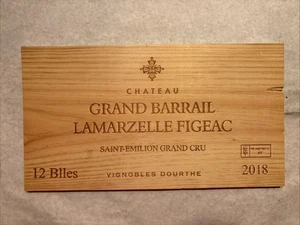 CHATEAU
GRAND BARRAIL
LAMARZELLE FIGEAC
SAINT-EMILION GRAND CRU
12 Blles
VIGNOBLES DOURTHE
2018